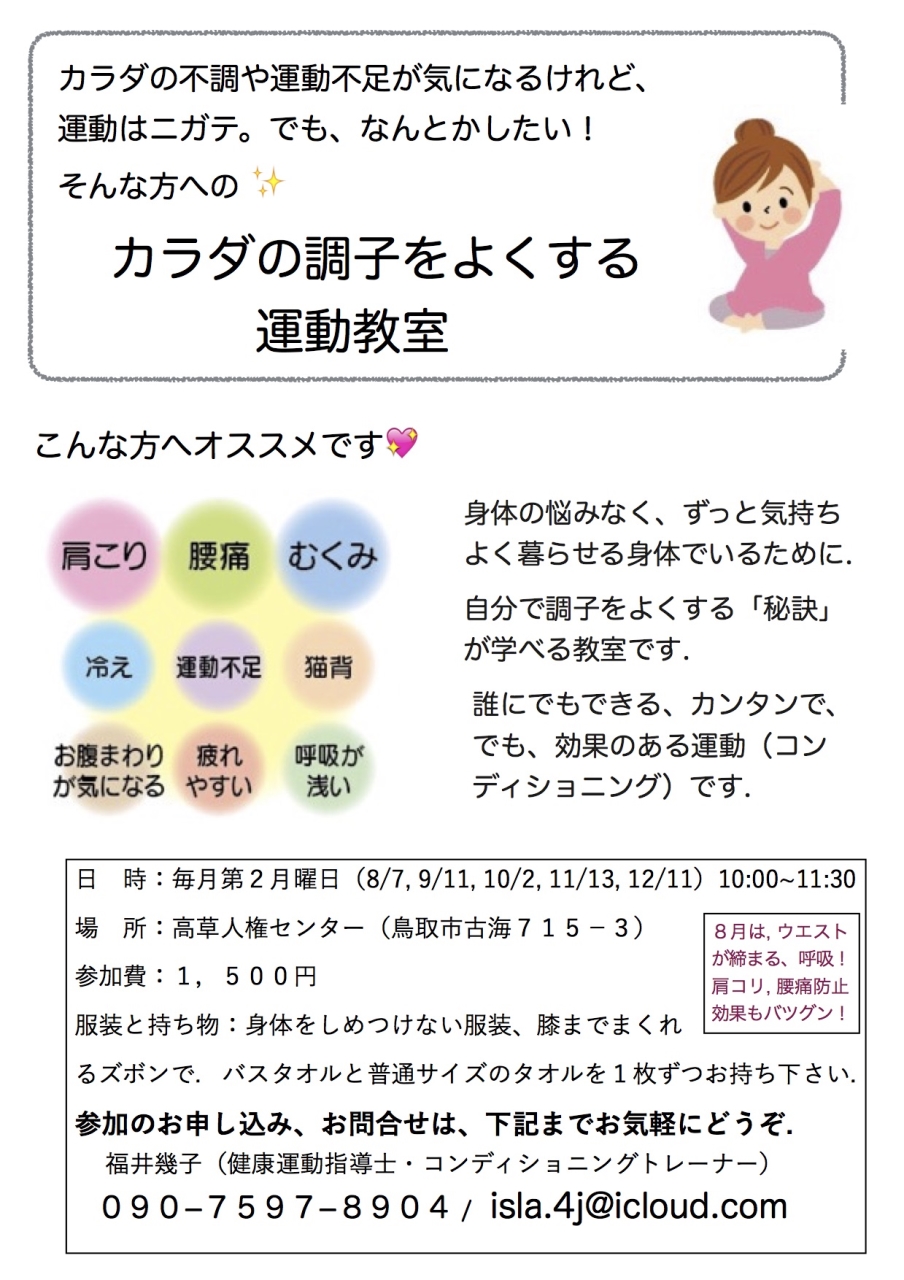 カラダの不調や運動不足が気になるけれど、
運動はニガテ。でも、なんとかしたい！
そんな方への ✨
カラダの調子をよくする
運動教室
こんな方へオススメです💖
肩こり 腰痛 むくみ
冷え 運動不足 猫背
お腹まわり
が気になる
疲れ
やすい
呼吸が
浅い
身体の悩みなく、ずっと気持ち
よく暮らせる身体でいるために.
自分で調子をよくする「秘訣」
が学べる教室です.
誰にでもできる、カンタンで、
でも、効果のある運動（コン
ディショニング）です.
日　時：毎月第２月曜日（8/7, 9/11, 10/2, 11/13, 12/11）10:00~11:30
場　所：高草人権センター（鳥取市古海７１５－３）
参加費：１，５００円
８月は, ウエスト
が締まる、呼吸！
肩コリ, 腰痛防止
効果もバツグン！
服装と持ち物：身体をしめつけない服装、膝までまくれ
るズボンで.　バスタオルと普通サイズのタオルを１枚ずつお持ち下さい.
参加のお申し込み、お問合せは、下記までお気軽にどうぞ.
福井幾子（健康運動指導士・コンディショニングトレーナー）
０９０−７５９７−８９０４ / isla.4j@icloud.com